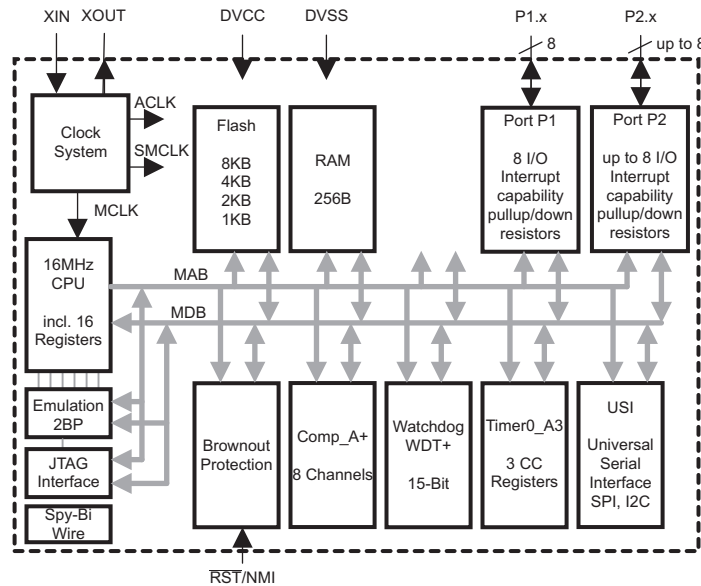 XIN XOUT DVCC DVSS P1.x P2.x
8 up to 8
ACLK
SMCLK
MCLK
Clock
System
Flash
8KB
4KB
2KB
1KB
RAM
256B
Port P1
8 I/O
Interrupt
capability
pullup/down
resistors
Port P2
up to 8 I/O
Interrupt
capability
pullup/down
resistors
16MHz
CPU
incl. 16
Registers
MAB
MDB
Emulation
2BP
JTAG
Interface
Spy-Bi
Wire
Brownout
Protection
Comp_A+
8 Channels
Watchdog
WDT+
15-Bit
Timer0_A3
3 CC
Registers
USI
Universal
Serial
Interface
SPI, I2C
RST/NMI